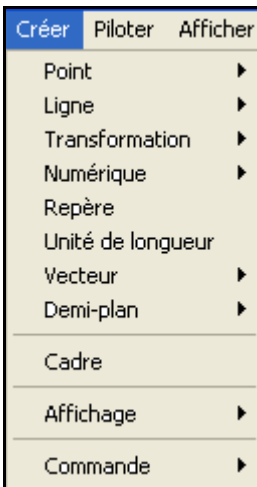 Créer Piloter Afficher
Point
Ligne
Transformation
Numérique
Repère
Unité de longueur
Vecteur
Demi-plan
Cadre
Affichage
Commande